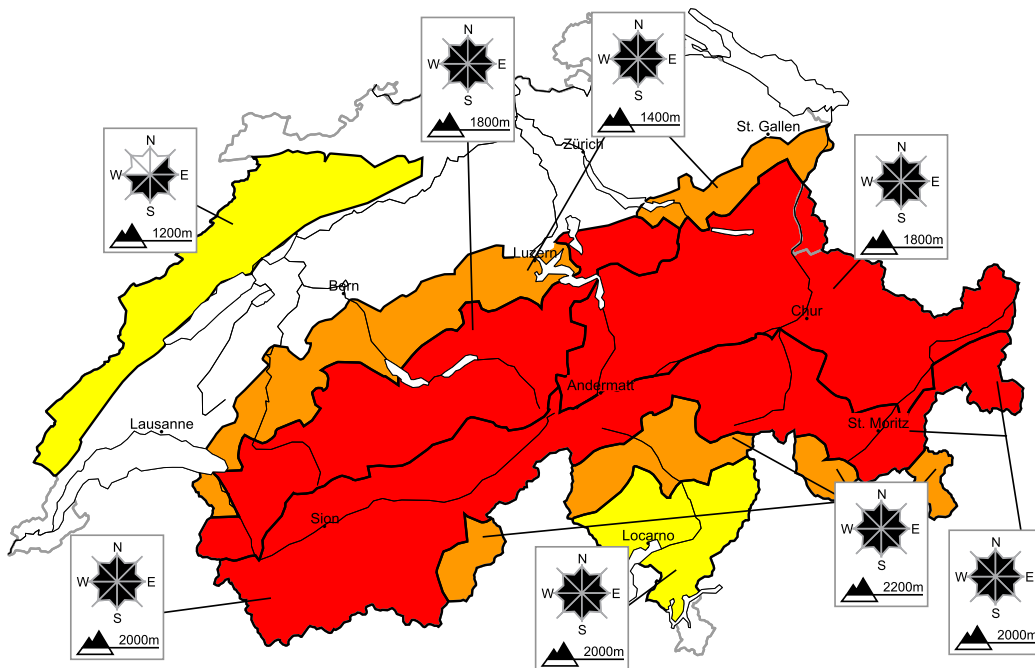 N
W E
S
1800m
N
W E
S
1400m
N
W E
S
1200m
N
W E
S
1800m
St. Gallen
Zürich
Luzern
Bern
Chur
Andermatt
Lausanne
St. Moritz
Sion
Locarno
N
W E
S
2000m
N
W E
S
2000m
N
W E
S
2200m
N
W E
S
2000m